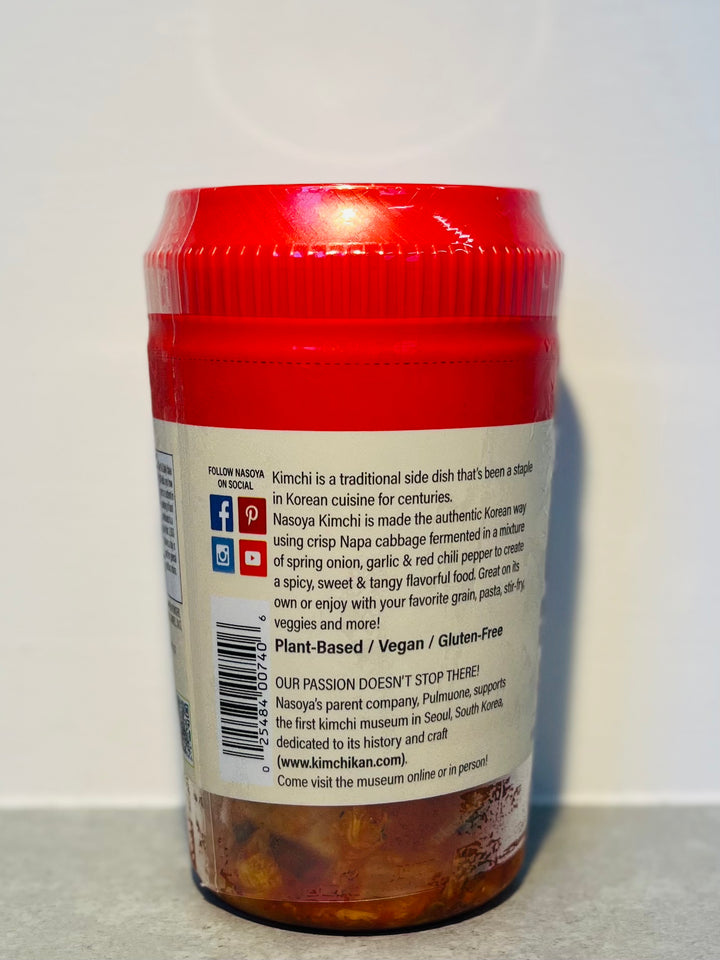 FOLLOW NASOYA
ON SOCIAL
Kimchi is a traditional side dish that's been a staple
in Korean cuisine for centuries.
Nasoya Kimchi is made the authentic Korean way
using crisp Napa cabbage fermented in a mixture
of spring onion, garlic & red chili pepper to create
a spicy, sweet & tangy flavorful food. Great on its
own or enjoy with your favorite grain, pasta, stir-fry,
veggies and more!
Plant-Based / Vegan / Gluten-Free
OUR PASSION DOESN'T STOP THERE!
Nasoya's parent company, Pulmuone, supports
the first kimchi museum in Seoul, South Korea,
dedicated to its history and craft
(www.kimchikan.com).
Come visit the museum online or in person!
0 25484 00740 6